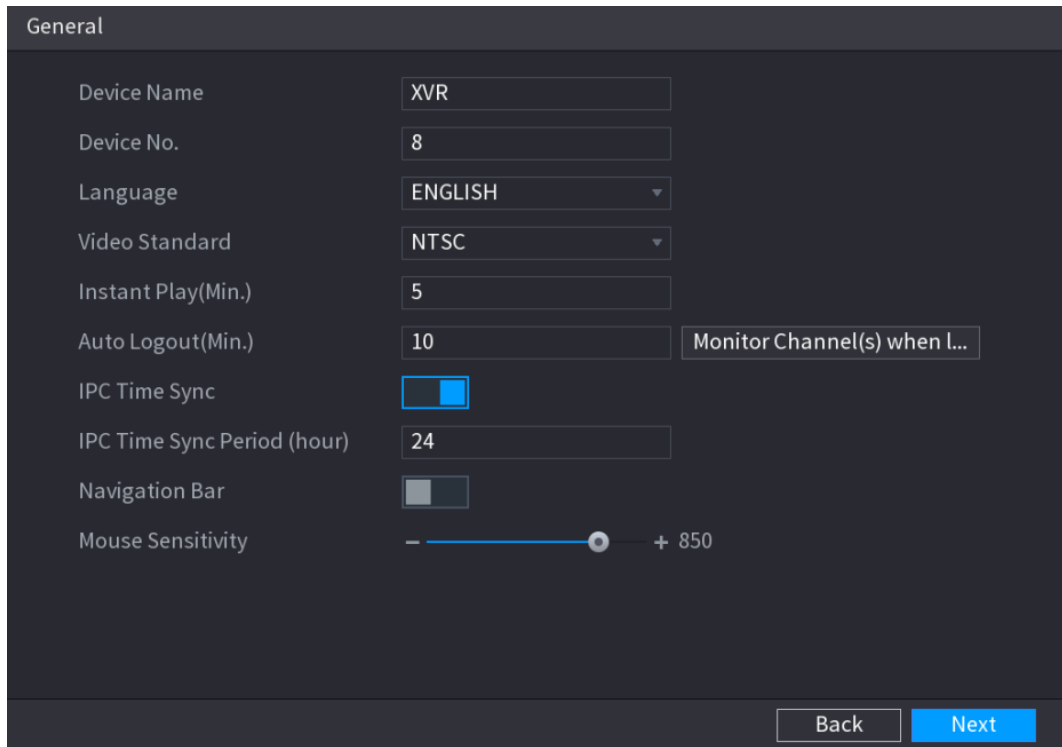 General
Device Name XVR
Device No. 8
Language ENGLISH
Video Standard NTSC
Instant Play(Min.) 5
Auto Logout(Min.) 10 Monitor Channel(s) when l...
IPC Time Sync
IPC Time Sync Period (hour) 24
Navigation Bar
Mouse Sensitivity − + 850
Back Next